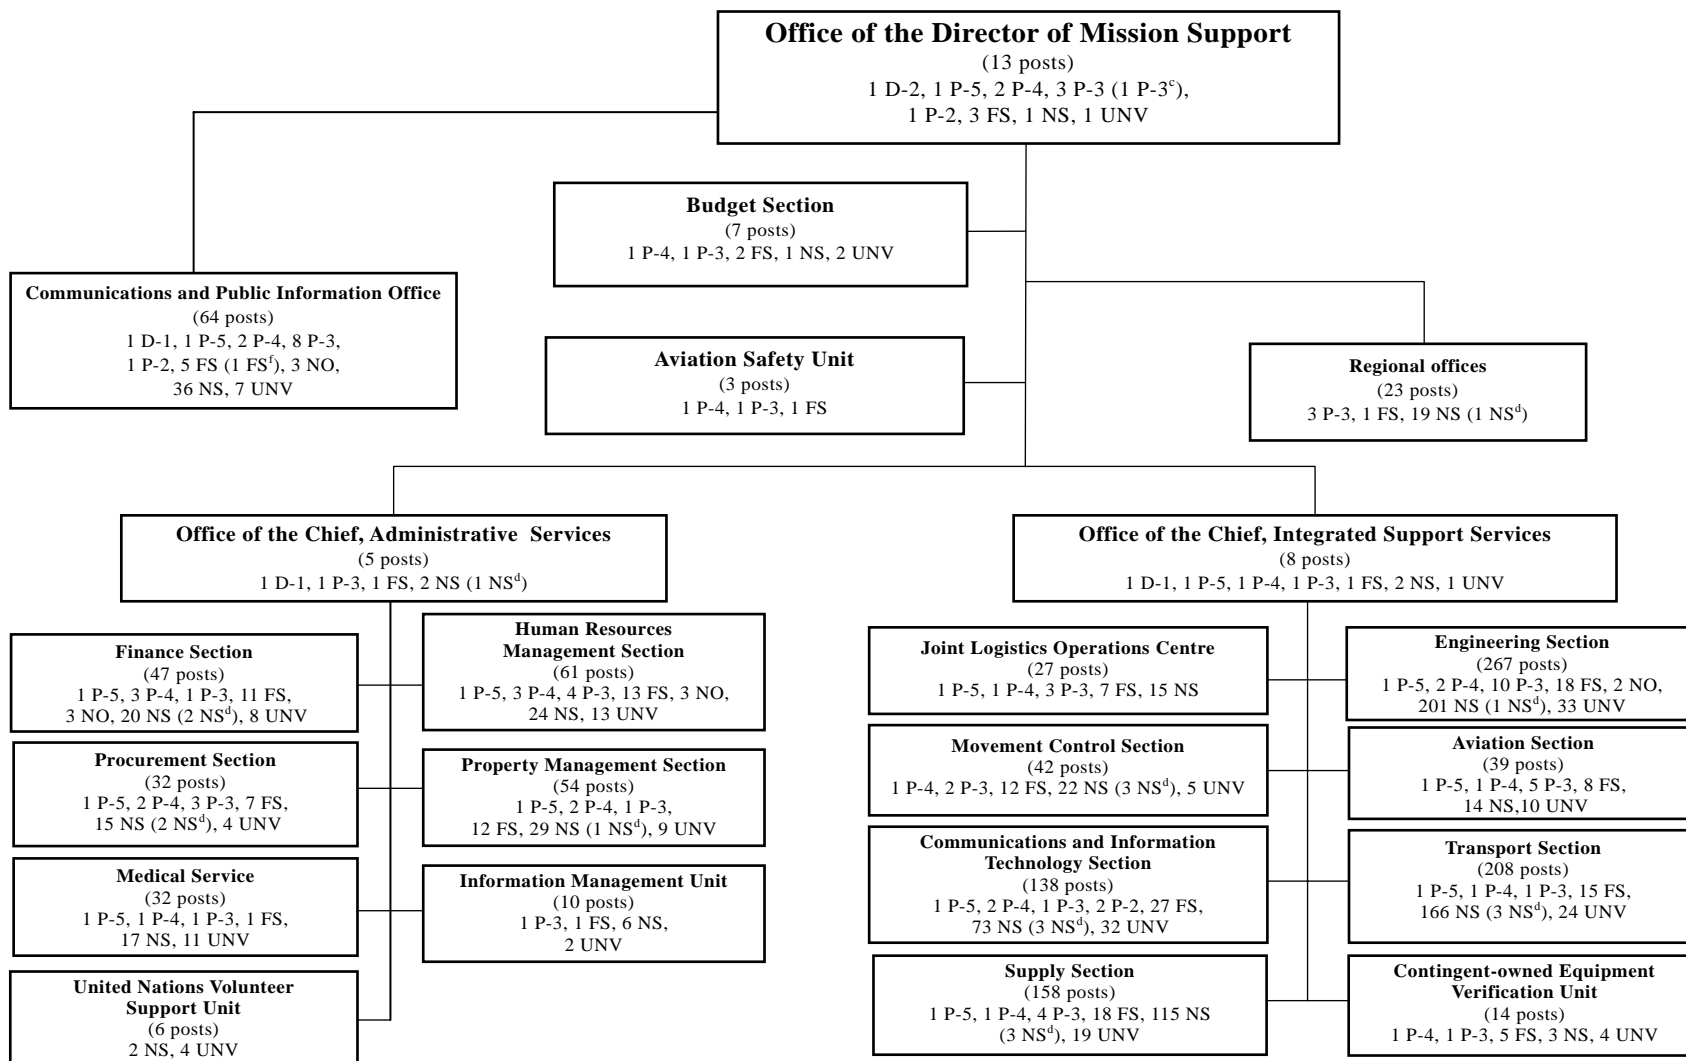 Office of the Director of Mission Support
(13 posts)
1 D-2, 1 P-5, 2 P-4, 3 P-3 (1 P-3ᶜ),
1 P-2, 3 FS, 1 NS, 1 UNV
Budget Section
(7 posts)
1 P-4, 1 P-3, 2 FS, 1 NS, 2 UNV
Communications and Public Information Office
(64 posts)
1 D-1, 1 P-5, 2 P-4, 8 P-3,
1 P-2, 5 FS (1 FSᶠ), 3 NO,
36 NS, 7 UNV
Aviation Safety Unit
(3 posts)
1 P-4, 1 P-3, 1 FS
Regional offices
(23 posts)
3 P-3, 1 FS, 19 NS (1 NSᵈ)
Office of the Chief, Administrative Services
(5 posts)
1 D-1, 1 P-3, 1 FS, 2 NS (1 NSᵈ)
Office of the Chief, Integrated Support Services
(8 posts)
1 D-1, 1 P-5, 1 P-4, 1 P-3, 1 FS, 2 NS, 1 UNV
Finance Section
(47 posts)
1 P-5, 3 P-4, 1 P-3, 11 FS,
3 NO, 20 NS (2 NSᵈ), 8 UNV
Human Resources
Management Section
(61 posts)
1 P-5, 3 P-4, 4 P-3, 13 FS, 3 NO,
24 NS, 13 UNV
Procurement Section
(32 posts)
1 P-5, 2 P-4, 3 P-3, 7 FS,
15 NS (2 NSᵈ), 4 UNV
Property Management Section
(54 posts)
1 P-5, 2 P-4, 1 P-3,
12 FS, 29 NS (1 NSᵈ), 9 UNV
Medical Service
(32 posts)
1 P-5, 1 P-4, 1 P-3, 1 FS,
17 NS, 11 UNV
Information Management Unit
(10 posts)
1 P-3, 1 FS, 6 NS,
2 UNV
United Nations Volunteer
Support Unit
(6 posts)
2 NS, 4 UNV
Joint Logistics Operations Centre
(27 posts)
1 P-5, 1 P-4, 3 P-3, 7 FS, 15 NS
Engineering Section
(267 posts)
1 P-5, 2 P-4, 10 P-3, 18 FS, 2 NO,
201 NS (1 NSᵈ), 33 UNV
Movement Control Section
(42 posts)
1 P-4, 2 P-3, 12 FS, 22 NS (3 NSᵈ), 5 UNV
Aviation Section
(39 posts)
1 P-5, 1 P-4, 5 P-3, 8 FS,
14 NS,10 UNV
Communications and Information
Technology Section
(138 posts)
1 P-5, 2 P-4, 1 P-3, 2 P-2, 27 FS,
73 NS (3 NSᵈ), 32 UNV
Transport Section
(208 posts)
1 P-5, 1 P-4, 1 P-3, 15 FS,
166 NS (3 NSᵈ), 24 UNV
Supply Section
(158 posts)
1 P-5, 1 P-4, 4 P-3, 18 FS, 115 NS
(3 NSᵈ), 19 UNV
Contingent-owned Equipment
Verification Unit
(14 posts)
1 P-4, 1 P-3, 5 FS, 3 NS, 4 UNV